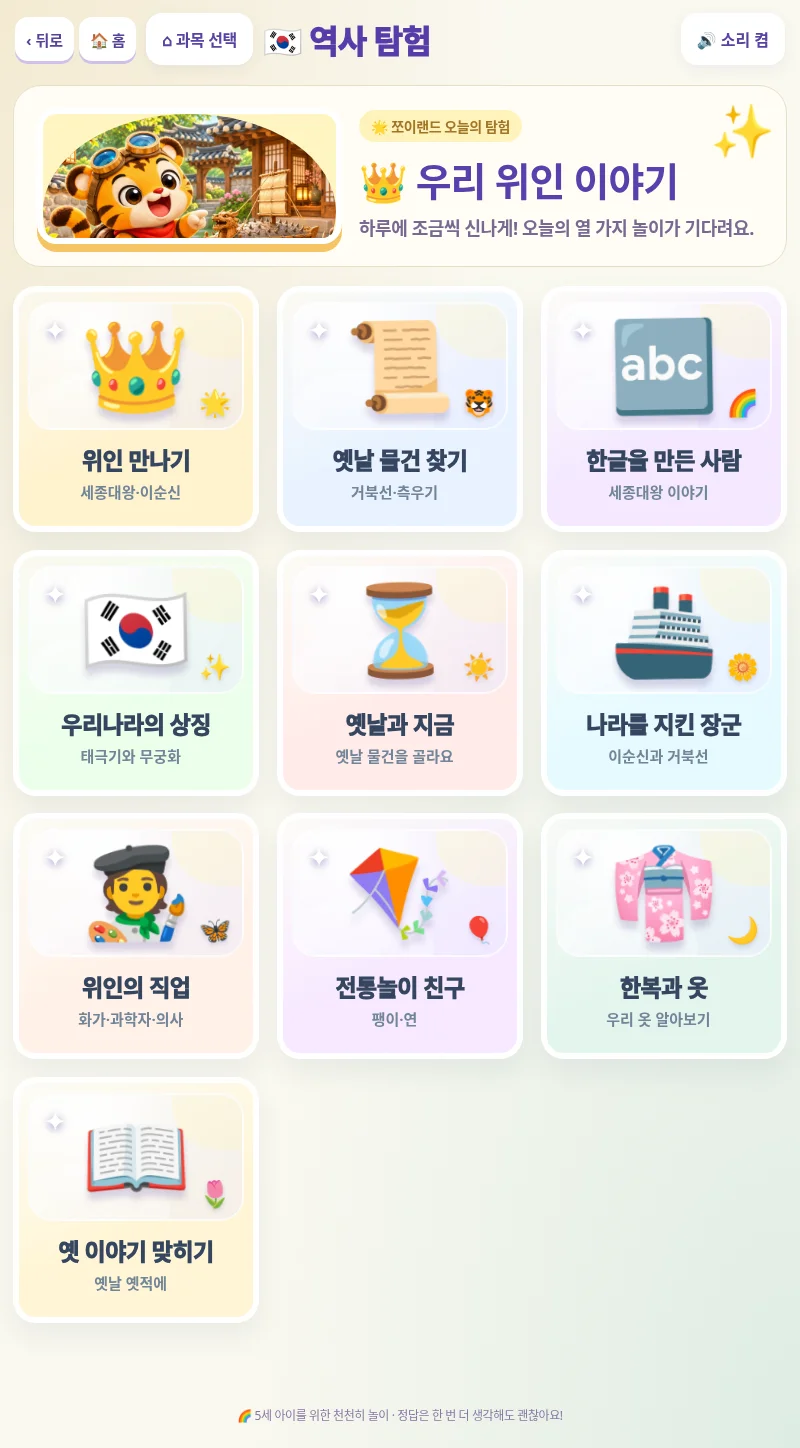 ‹ 뒤로
🏠 홈
⌂ 과목 선택
🇰🇷 역사 탐험
🔊 소리 켬
🌟 쪼이랜드 오늘의 탐험
👑 우리 위인 이야기
하루에 조금씩 신나게! 오늘의 열 가지 놀이가 기다려요.
위인 만나기
세종대왕·이순신
옛날 물건 찾기
거북선·측우기
abc
한글을 만든 사람
세종대왕 이야기
우리나라의 상징
태극기와 무궁화
옛날과 지금
옛날 물건을 골라요
나라를 지킨 장군
이순신과 거북선
위인의 직업
화가·과학자·의사
전통놀이 친구
팽이·연
한복과 옷
우리 옷 알아보기
옛 이야기 맞히기
옛날 옛적에
🌈 5세 아이를 위한 천천히 놀이 · 정답은 한 번 더 생각해도 괜찮아요!